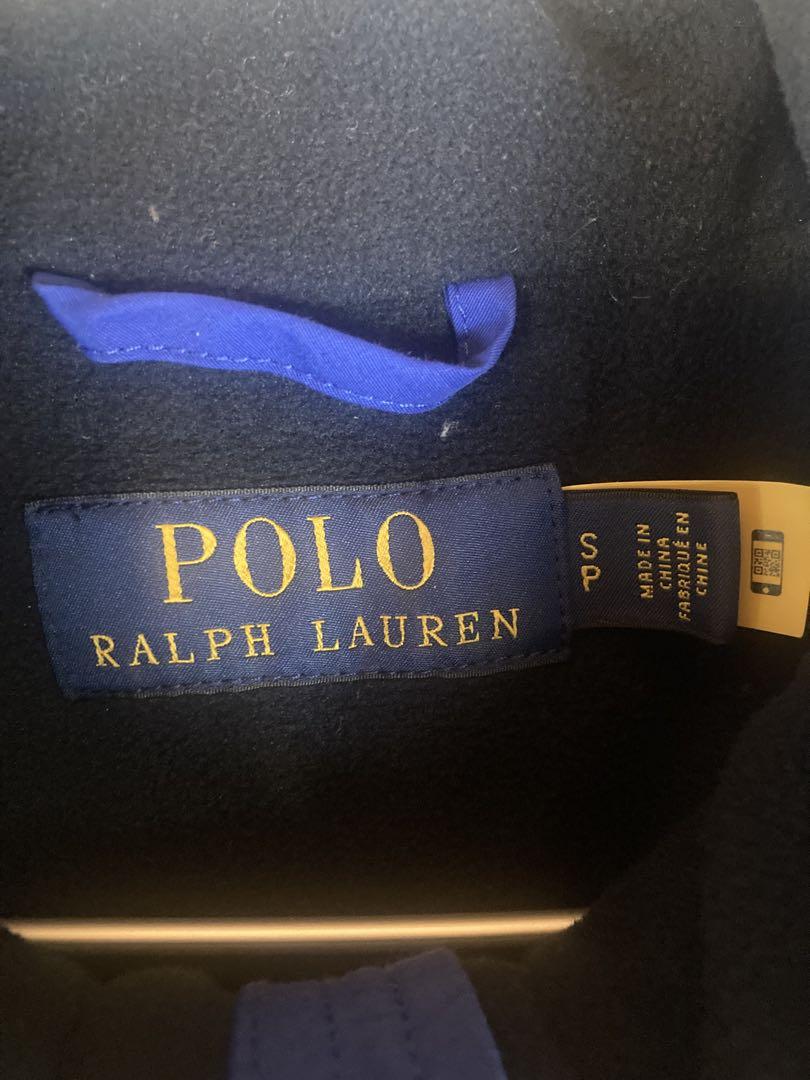 POLO
RALPH LAUREN
S
P
MADE IN
CHINA
FABRIQUÉ EN
CHINE